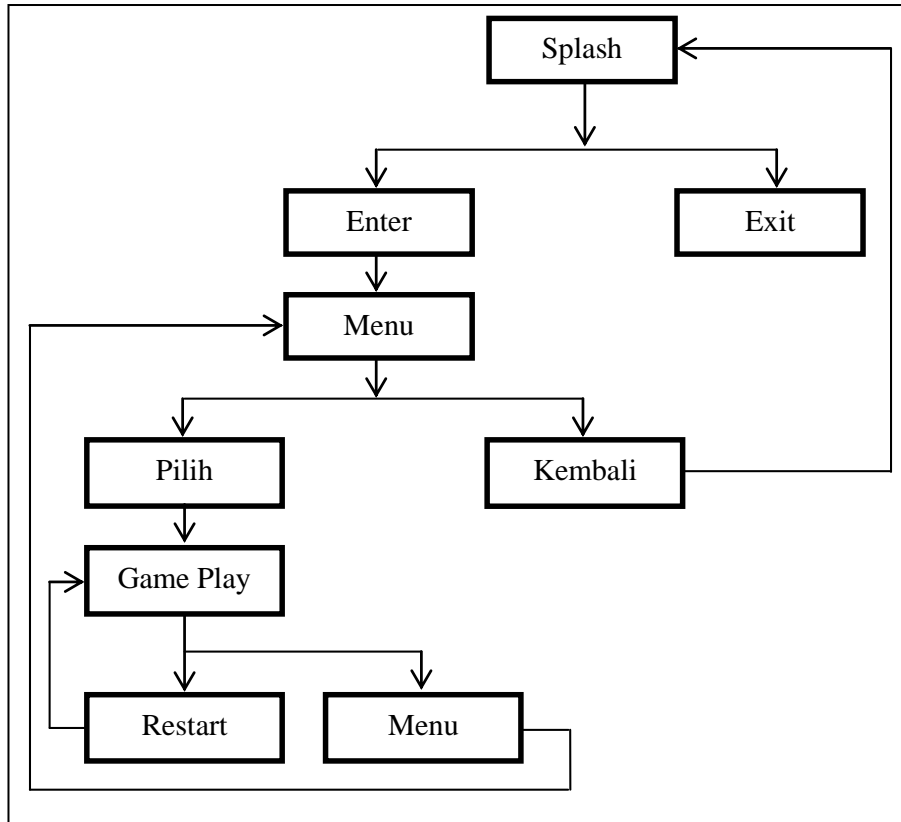 Splash
Enter
Exit
Menu
Pilih
Kembali
Game Play
Restart
Menu